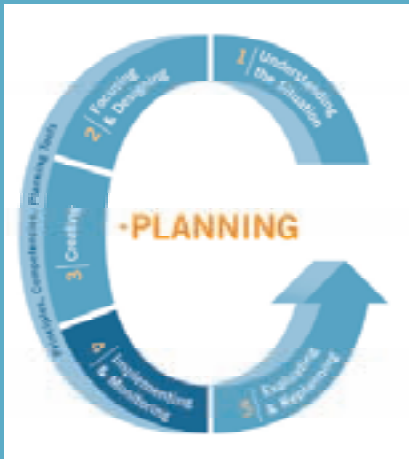 1 Understanding
the Situation
2 Focusing
& Designing
3 Creating
4 Implementing
& Monitoring
5 Evaluating
& Replanning
Principles, Competencies, Planning Tools
-PLANNING